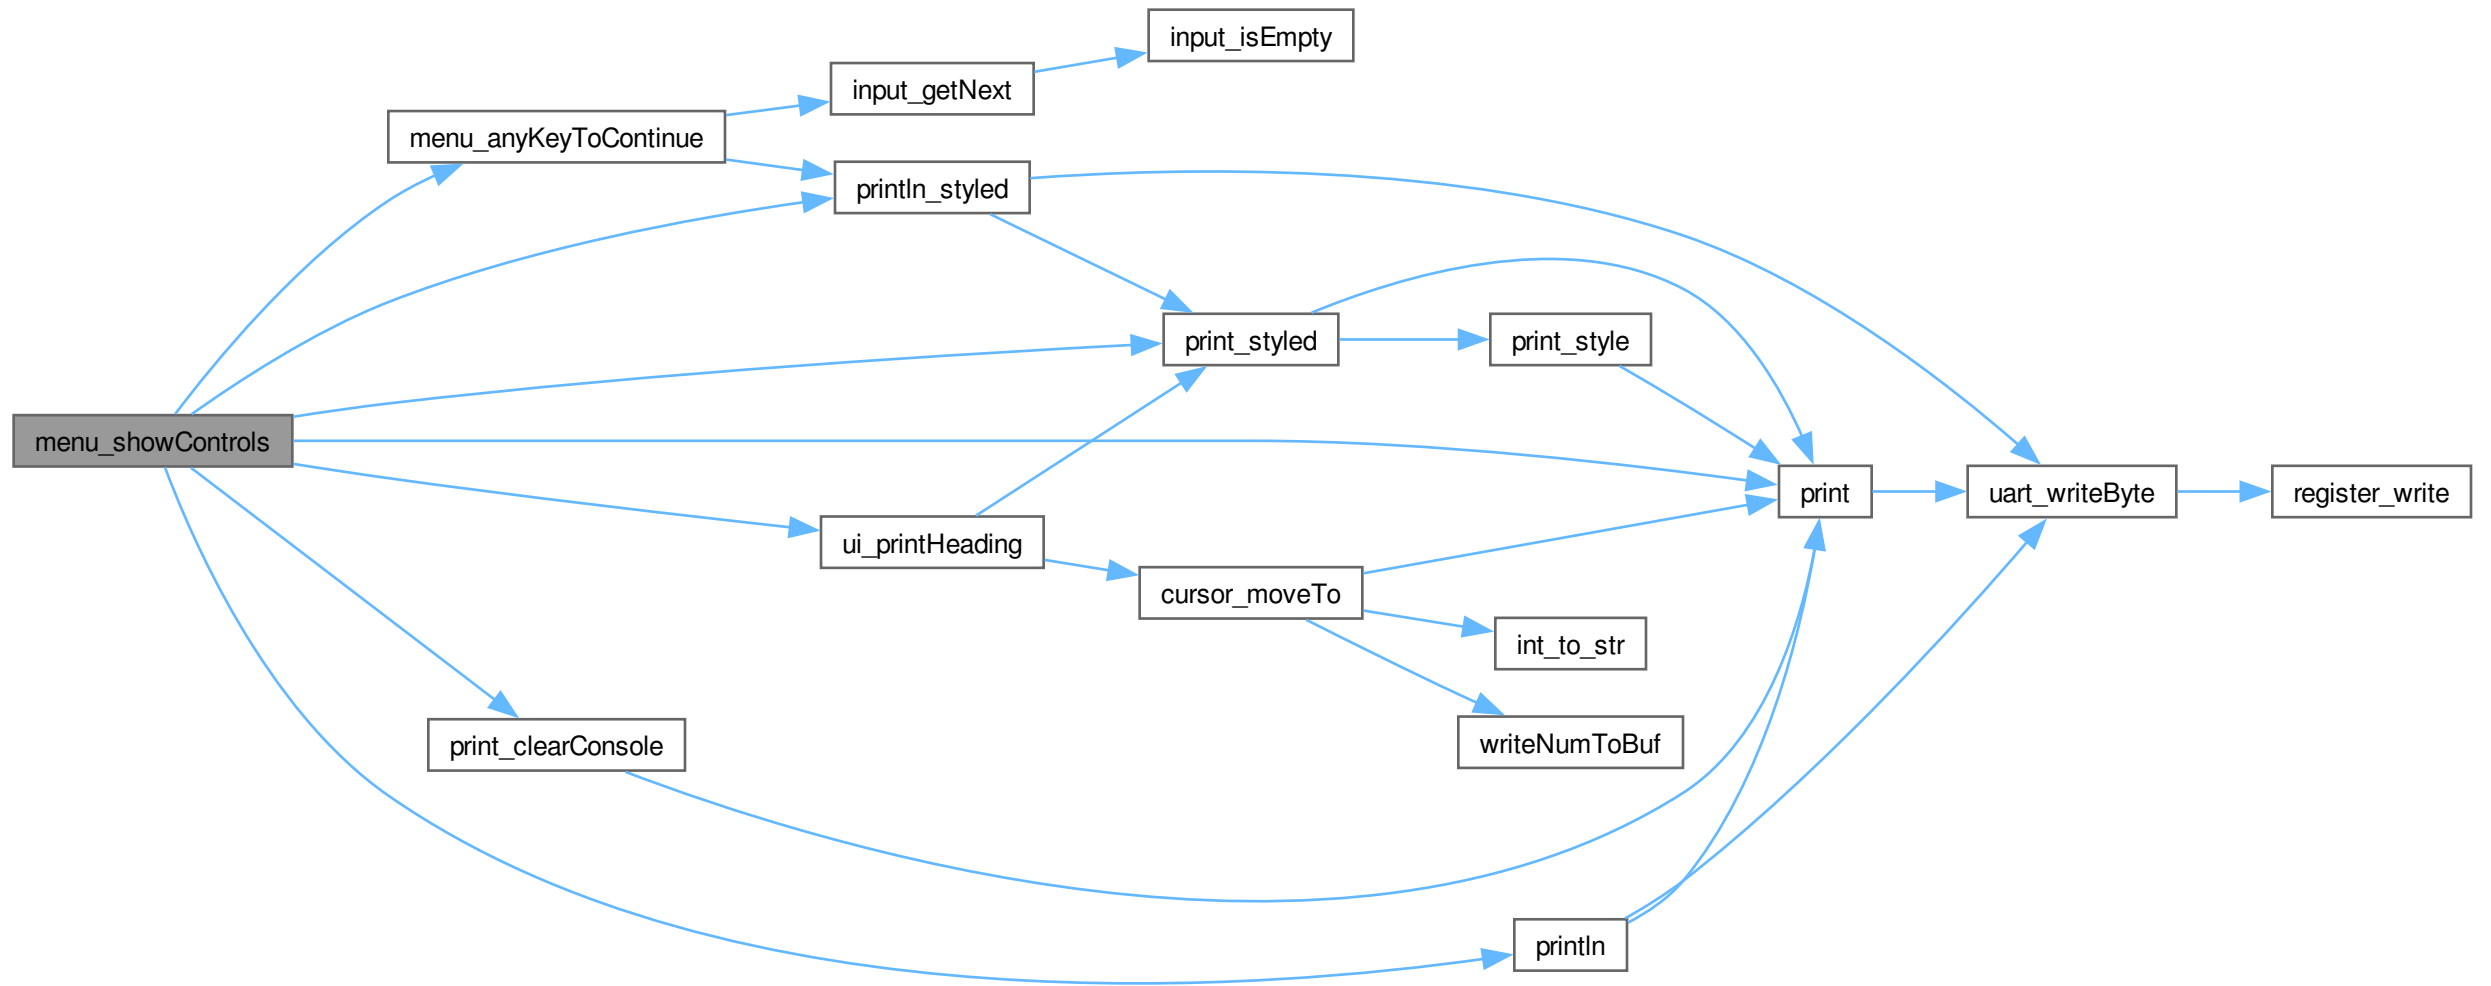 input_isEmpty
input_getNext
menu_anyKeyToContinue
println_styled
print_styled
print_style
menu_showControls
print
uart_writeByte
register_write
ui_printHeading
cursor_moveTo
int_to_str
writeNumToBuf
print_clearConsole
println